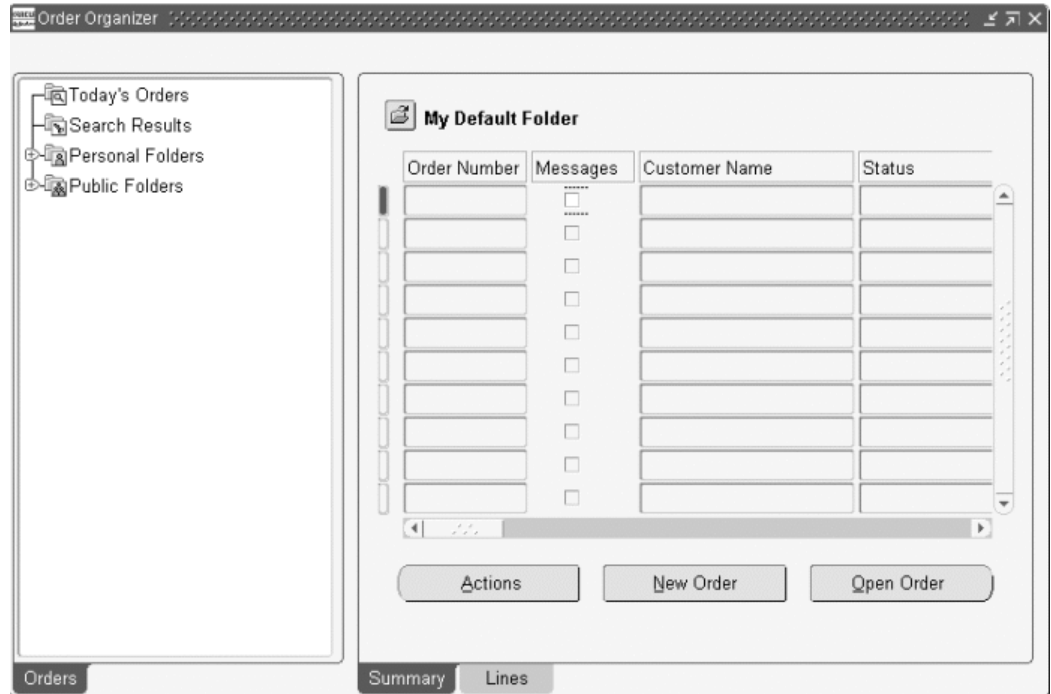 Order Organizer
Today's Orders
Search Results
Personal Folders
Public Folders
Orders
My Default Folder
Order Number Messages Customer Name Status
Actions New Order Open Order
Summary Lines